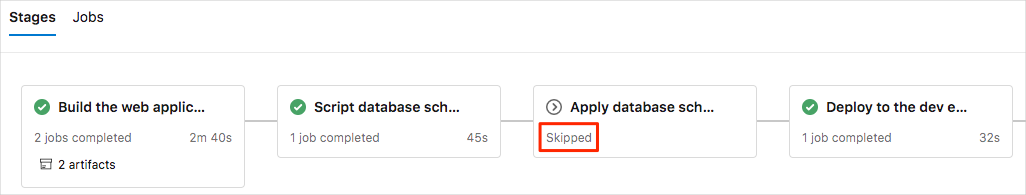 Stages Jobs
Build the web applic...
2 jobs completed 2m 40s
2 artifacts
Script database sch...
1 job completed 45s
Apply database sch...
Skipped
Deploy to the dev e...
1 job completed 32s